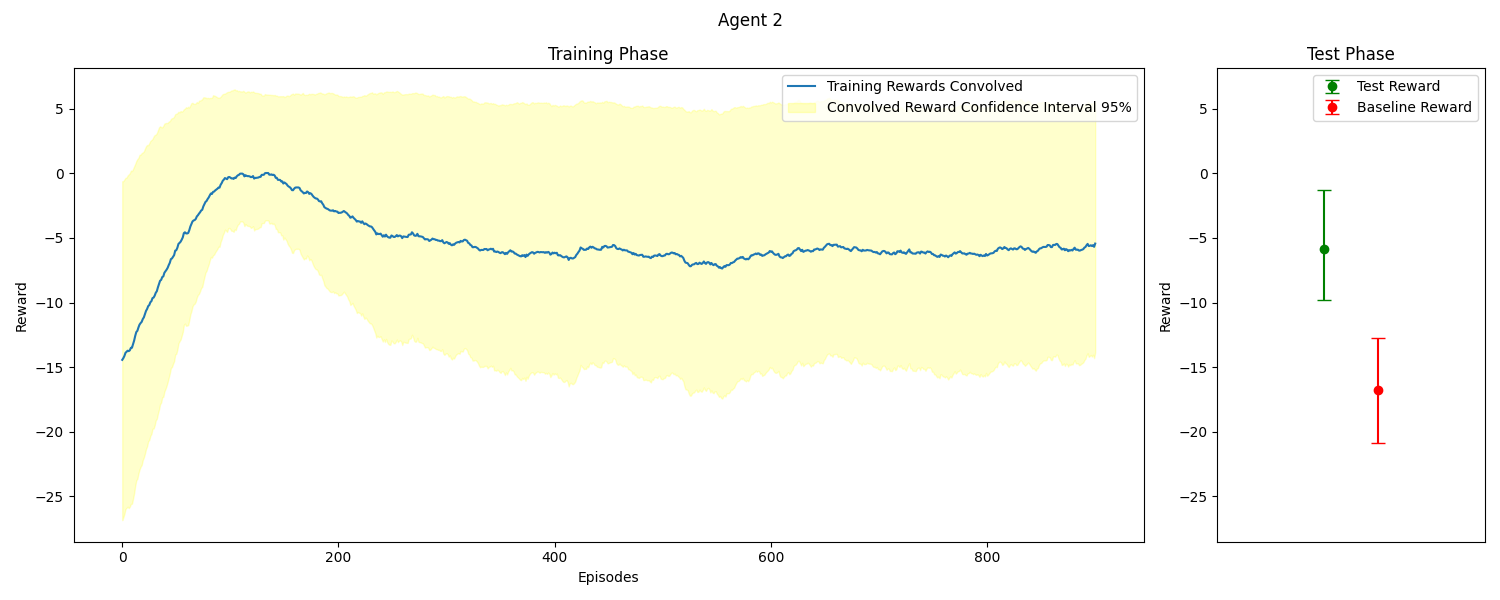 Agent 2
Training Phase
Training Rewards Convolved
Convolved Reward Confidence Interval 95%
Reward
5
0
−5
−10
−15
−20
−25
0
200
400
600
800
Episodes
Test Phase
Test Reward
Baseline Reward
Reward
5
0
−5
−10
−15
−20
−25